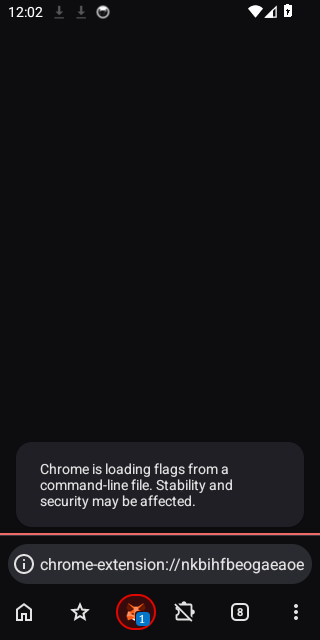 12:02
Chrome is loading flags from a
command-line file. Stability and
security may be affected.
chrome-extension://nkbihfbeogaeaoe
1
8